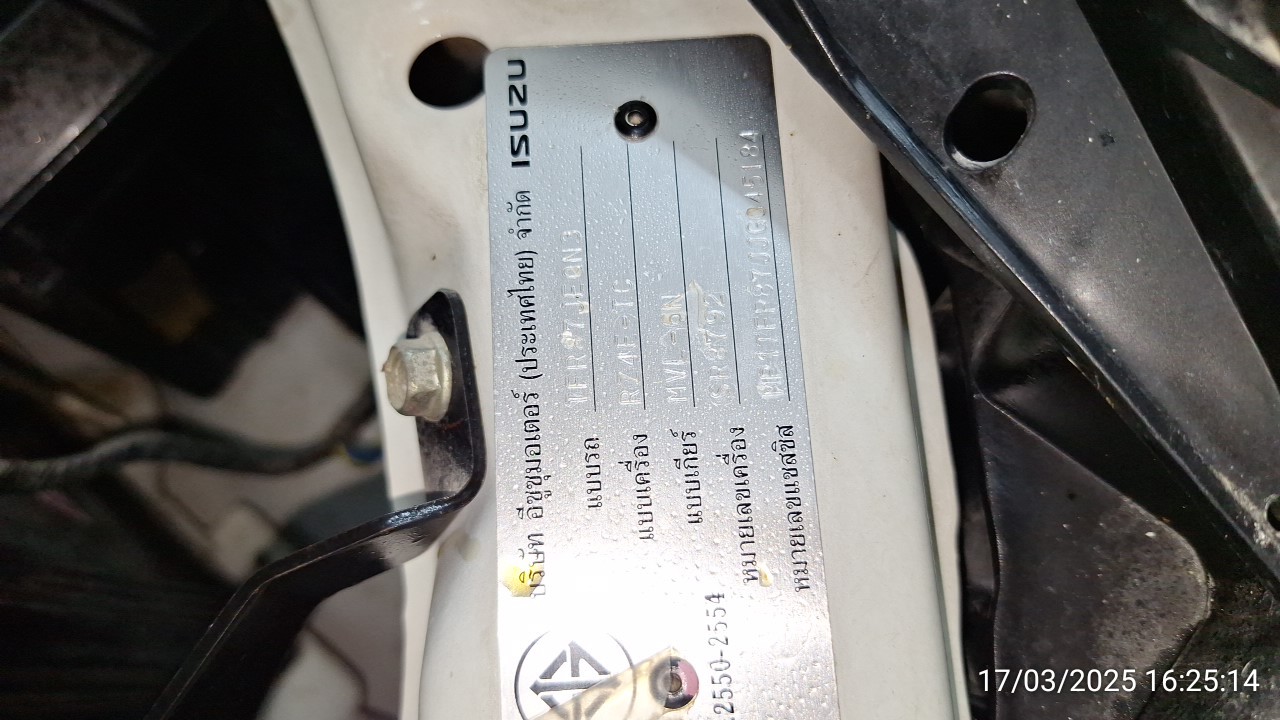 ISUZU
บริษัท อีซูซุมอเตอร์ (ประเทศไทย) จำกัด
แบบรถ
แบบเครื่อง RZ4E-TC
แบบเกียร์ MVL-6N
หมายเลขเครื่อง
หมายเลขแชสซิส
2550-2554
17/03/2025 16:25:14